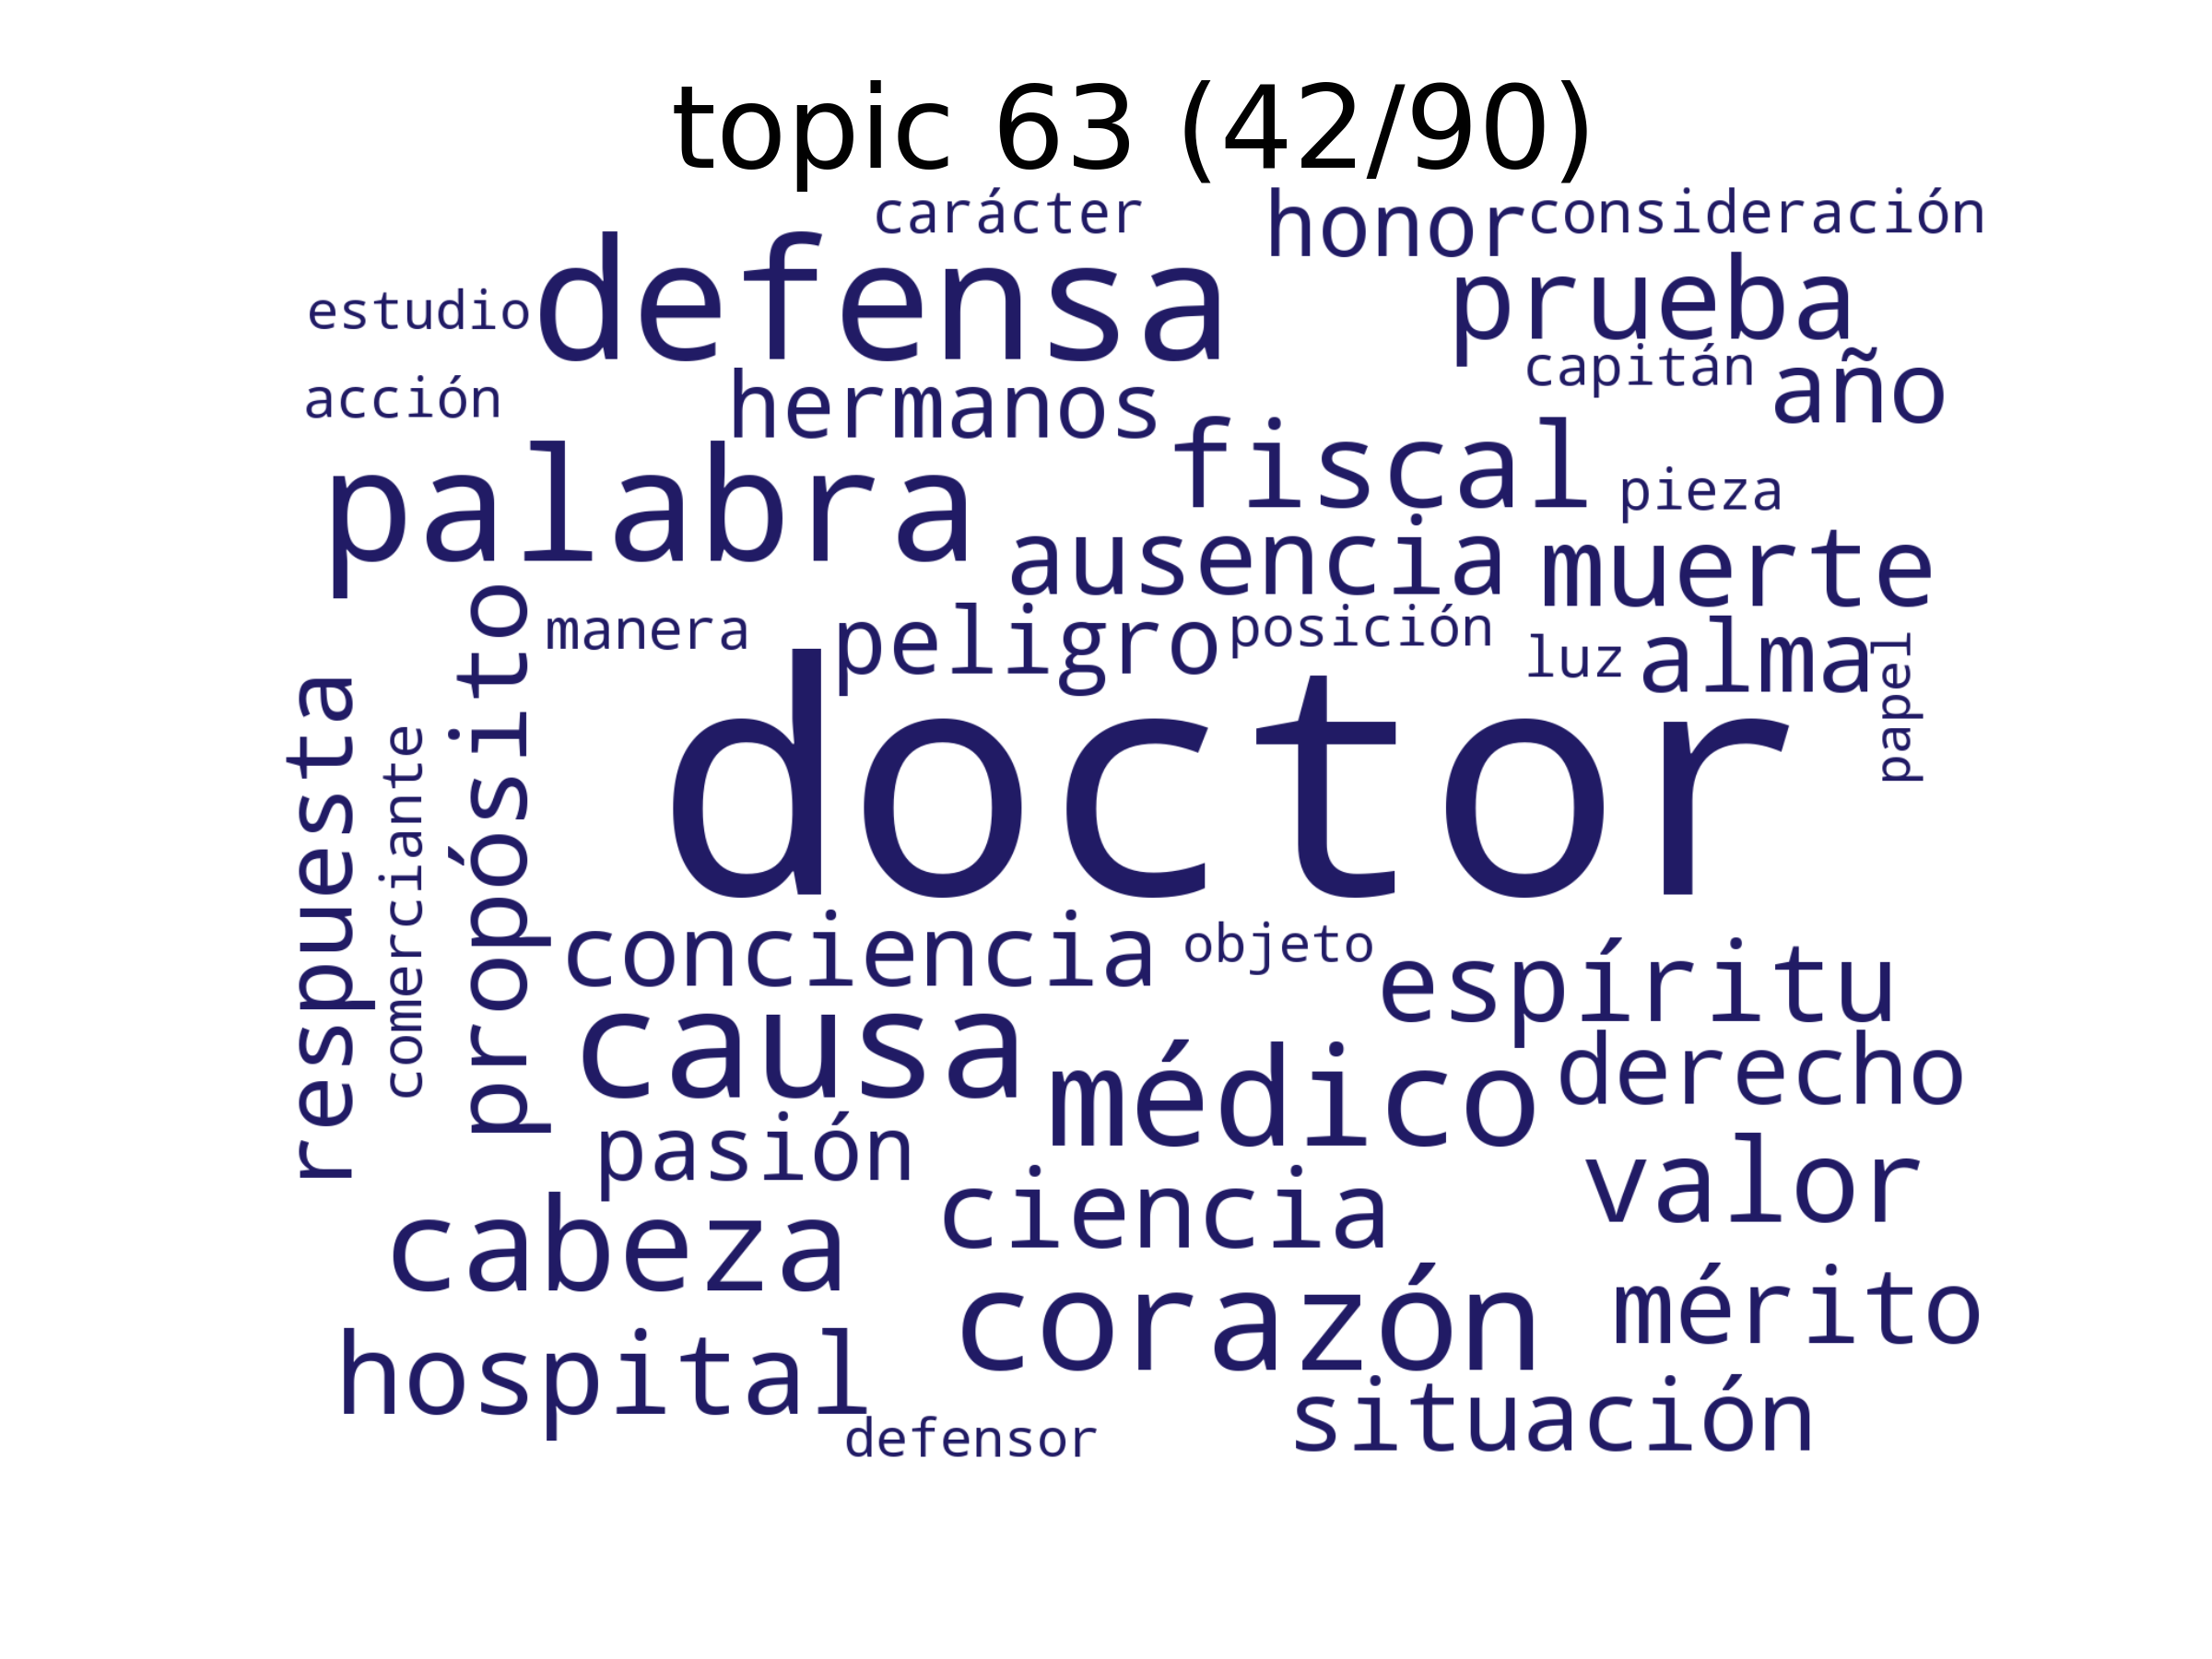 topic 63 (42/90)
carácter
honor
consideración
defensa
prueba
estudio
capitán
año
acción
hermanos
fiscal
palabra
pieza
ausencia
muerte
propósito
manera
peligro
posición
luz
alma
papel
doctor
respuesta
comerciante
conciencia
objeto
espíritu
causa
médico
derecho
pasión
valor
ciencia
cabeza
corazón
mérito
hospital
situación
defensor